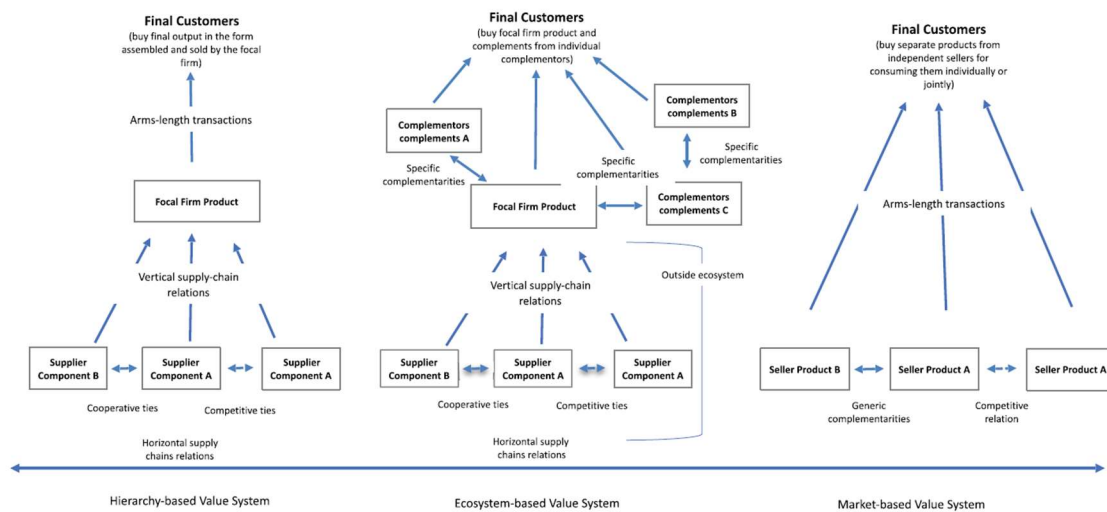 Final Customers
(buy final output in the form
assembled and sold by the focal
firm)
Arms-length transactions
Focal Firm Product
Vertical supply-chain
relations
Supplier
Component B
Supplier
Component A
Supplier
Component A
Cooperative ties
Competitive ties
Horizontal supply
chains relations
Hierarchy-based Value System
Final Customers
(buy focal firm product and
complements from individual
complementors)
Complementors
complements A
Complementors
complements B
Specific
complementarities
Specific
complementarities
Specific
complementarities
Focal Firm Product
Complementors
complements C
Outside ecosystem
Vertical supply-chain
relations
Supplier
Component B
Supplier
Component A
Supplier
Component A
Cooperative ties
Competitive ties
Horizontal supply
chains relations
Ecosystem-based Value System
Final Customers
(buy separate products from
independent sellers for
consuming them individually or
jointly)
Arms-length transactions
Seller Product B
Seller Product A
Seller Product A
Generic
complementarities
Competitive
relation
Market-based Value System